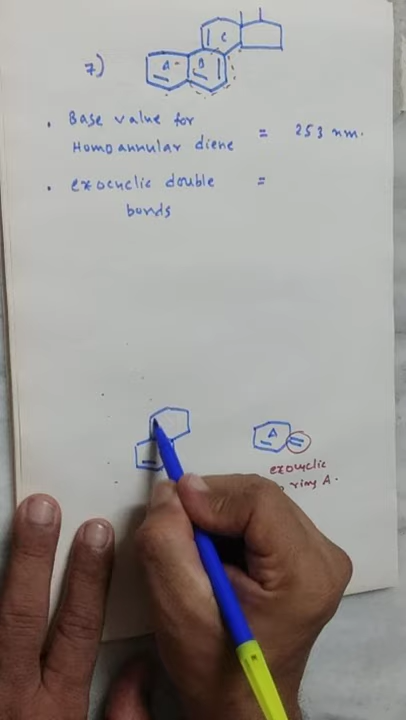 7)
A B C
. Base value for
Homoannular diene = 253 nm.
. exocyclic double =
bonds
A
exocyclic
ring A.